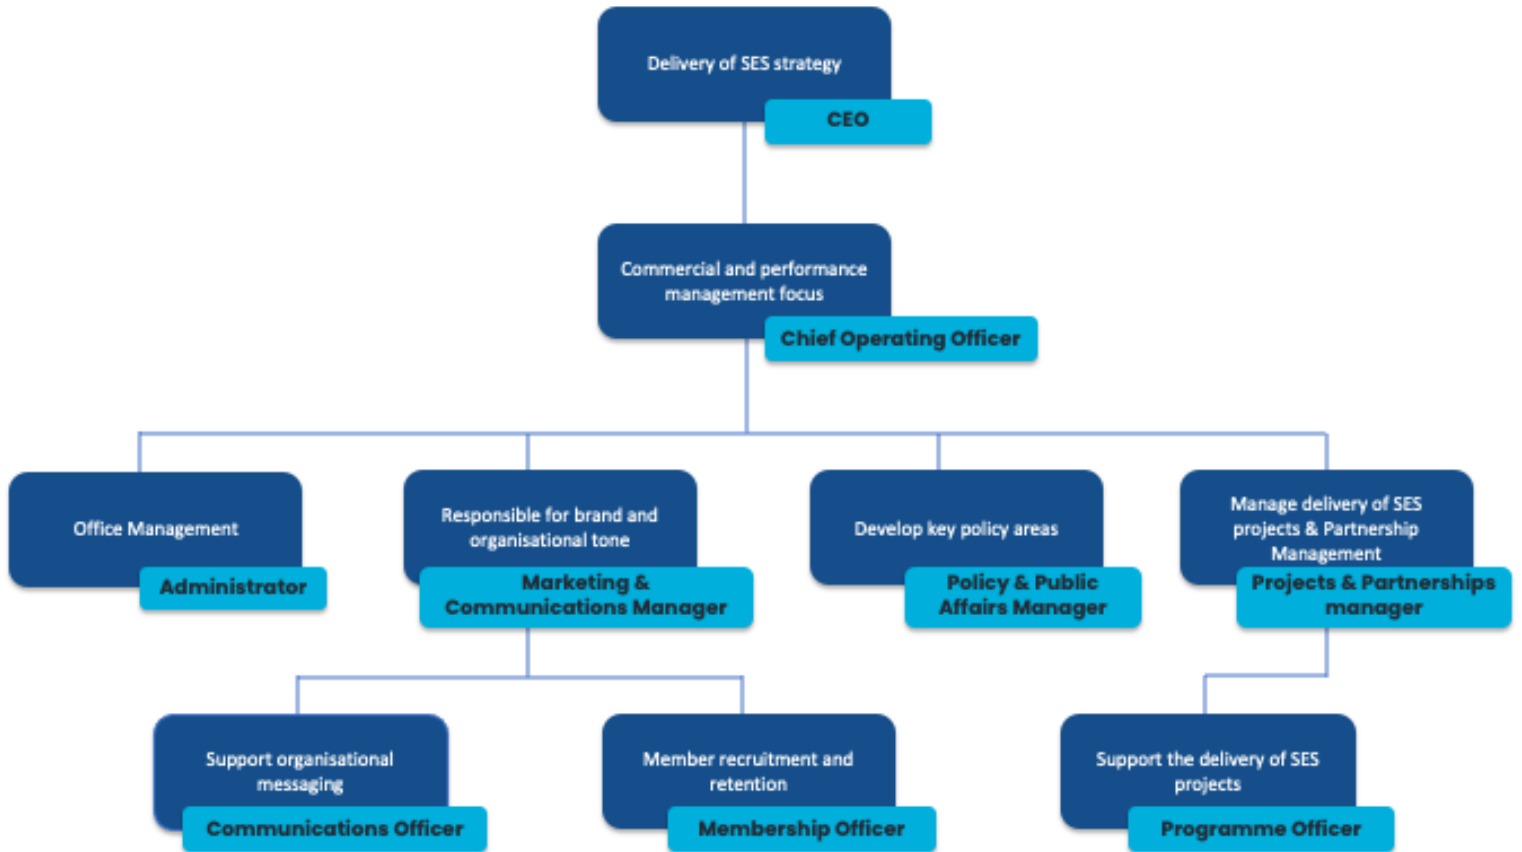 Delivery of SES strategy
CEO
Commercial and performance
management focus
Chief Operating Officer
Office Management
Administrator
Responsible for brand and
organisational tone
Marketing &
Communications Manager
Develop key policy areas
Policy & Public
Affairs Manager
Manage delivery of SES
projects & Partnership
Management
Projects & Partnerships
manager
Support organisational
messaging
Communications Officer
Member recruitment and
retention
Membership Officer
Support the delivery of SES
projects
Programme Officer